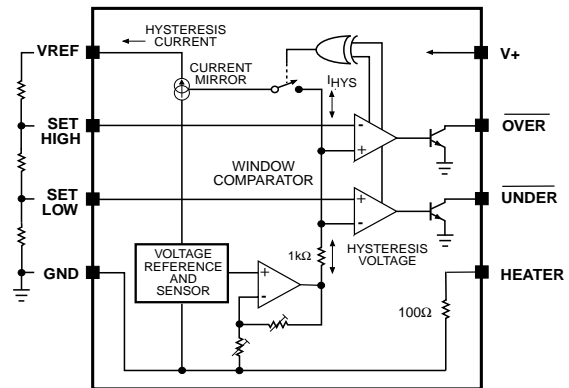 HYSTERESIS
CURRENT
VREF
V+
CURRENT
MIRROR
IHYS
SET
HIGH
-
+
OVER
WINDOW
COMPARATOR
SET
LOW
+
-
UNDER
1kΩ
HYSTERESIS
VOLTAGE
VOLTAGE
REFERENCE
AND
SENSOR
+
-
GND
HEATER
100Ω